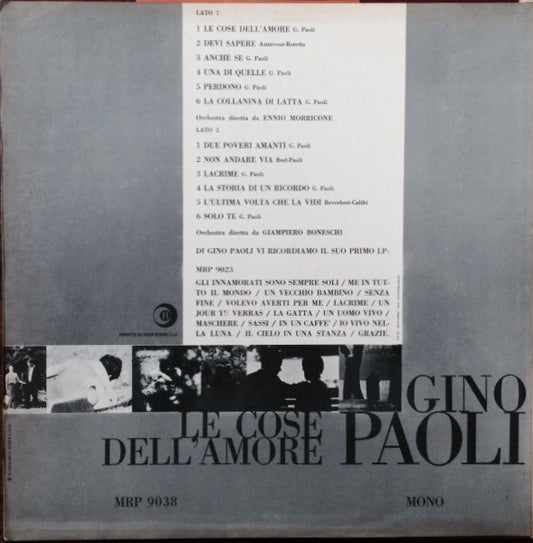 LATO 1
1 LE COSE DELL'AMORE G. Paoli
2 DEVI SAPERE Aznavour-Beretta
3 ANCHE SE G. Paoli
4 UNA DI QUELLE G. Paoli
5 PERDONO G. Paoli
6 LA COLLANINA DI LATTA G. Paoli
Orchestra diretta da ENNIO MORRICONE
LATO 2
1 DUE POVERI AMANTI G. Paoli
2 NON ANDARE VIA Brel-Paoli
3 LACRIME G. Paoli
4 LA STORIA DI UN RICORDO G. Paoli
5 L'ULTIMA VOLTA CHE LA VIDI Reverberi-Calibi
6 SOLO TE G. Paoli
Orchestra diretta da GIAMPIERO BONESCHI
DI GINO PAOLI VI RICORDIAMO IL SUO PRIMO LP:
MRP 9023
GLI INNAMORATI SONO SEMPRE SOLI / ME IN TUT-
TO IL MONDO / UN VECCHIO BAMBINO / SENZA
FINE / VOLEVO AVERTI PER ME / LACRIME / UN
JOUR TU VERRAS / LA GATTA / UN UOMO VIVO /
MASCHERE / SASSI / IN UN CAFFE' / IO VIVO NEL-
LA LUNA / IL CIELO IN UNA STANZA / GRAZIE.
R
GINO
PAOLI
LE COSE
DELL'AMORE
MRP 9038
MONO